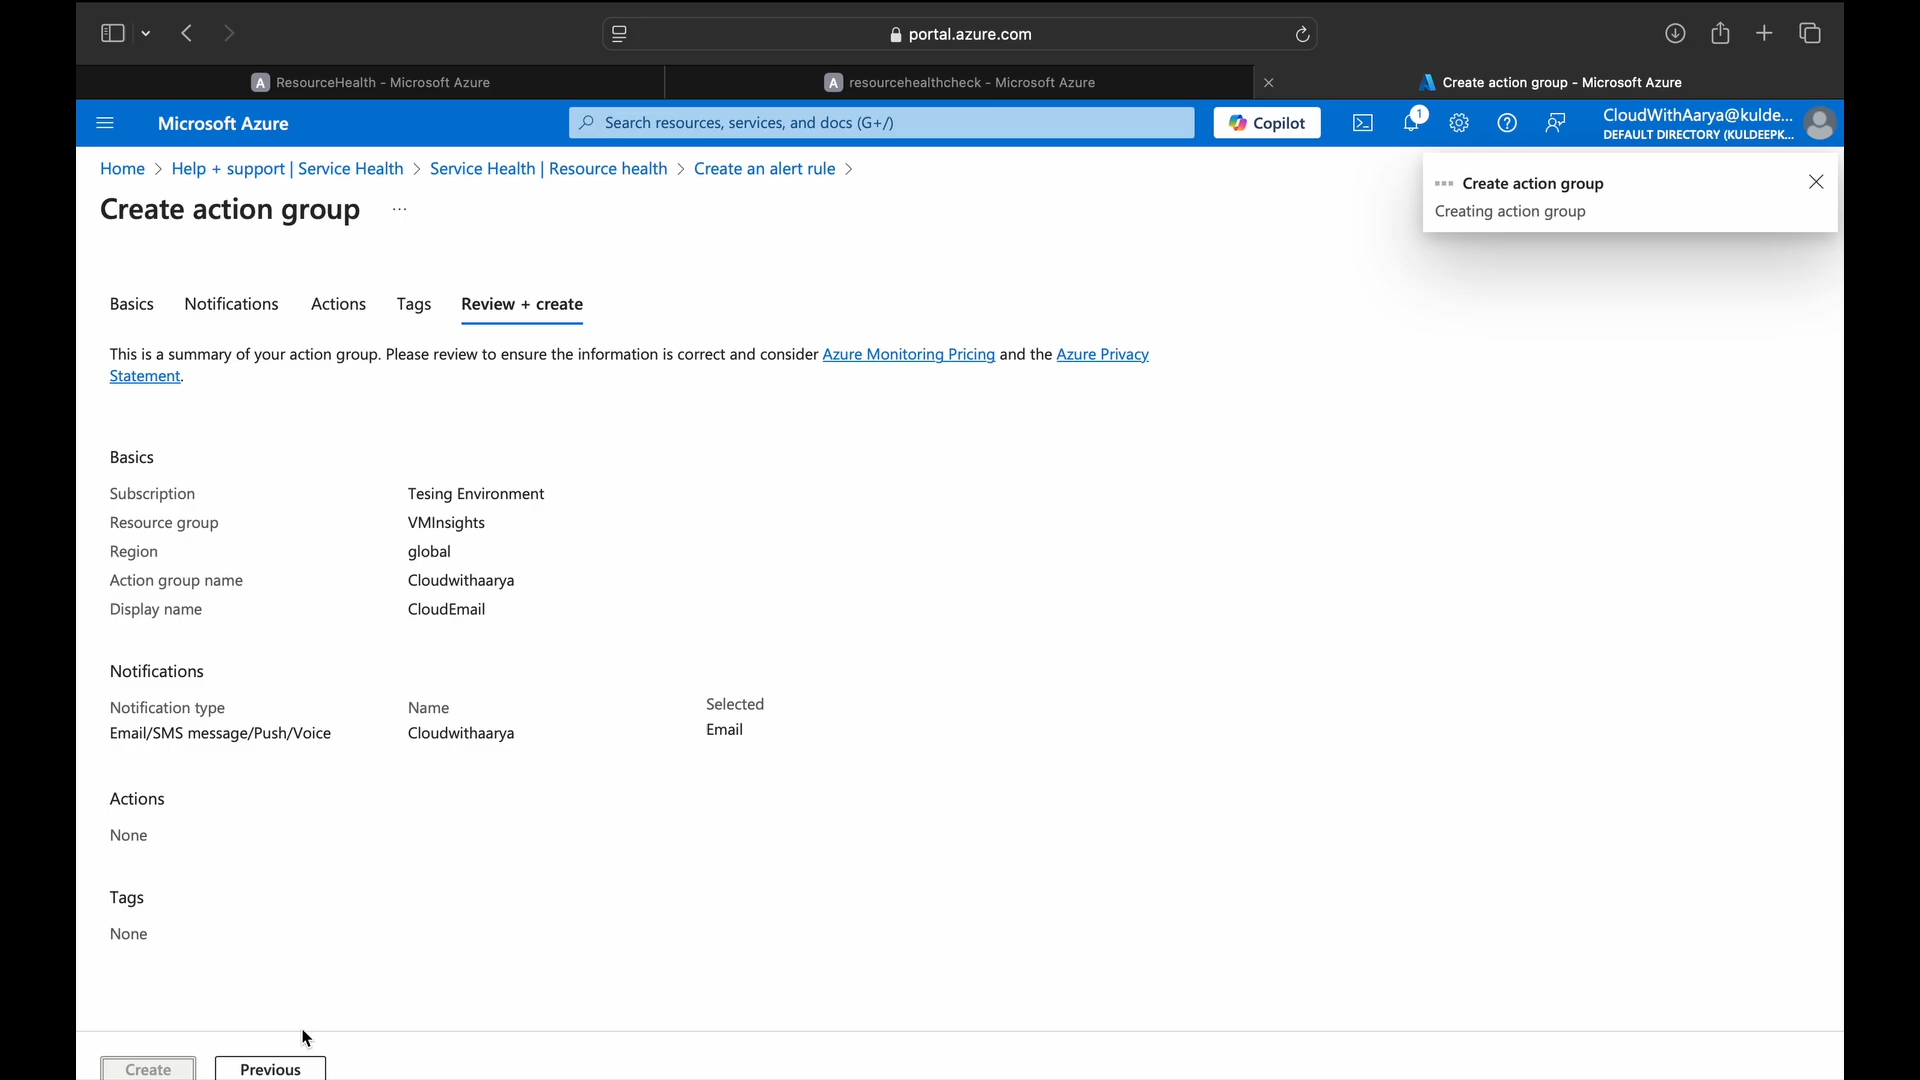 portal.azure.com
A ResourceHealth - Microsoft Azure
A resourcehealthcheck - Microsoft Azure
Create action group - Microsoft Azure
Microsoft Azure
Search resources, services, and docs (G+/)
Copilot
1
CloudWithAarya@kulde...
DEFAULT DIRECTORY (KULDEEPK...
Home > Help + support | Service Health > Service Health | Resource health > Create an alert rule >
Create action group ...
Create action group
Creating action group
Basics Notifications Actions Tags Review + create
This is a summary of your action group. Please review to ensure the information is correct and consider Azure Monitoring Pricing and the Azure Privacy
Statement.
Basics
Subscription Tesing Environment
Resource group VMInsights
Region global
Action group name Cloudwithaarya
Display name CloudEmail
Notifications
Notification type Name Selected
Email/SMS message/Push/Voice Cloudwithaarya Email
Actions
None
Tags
None
Create Previous